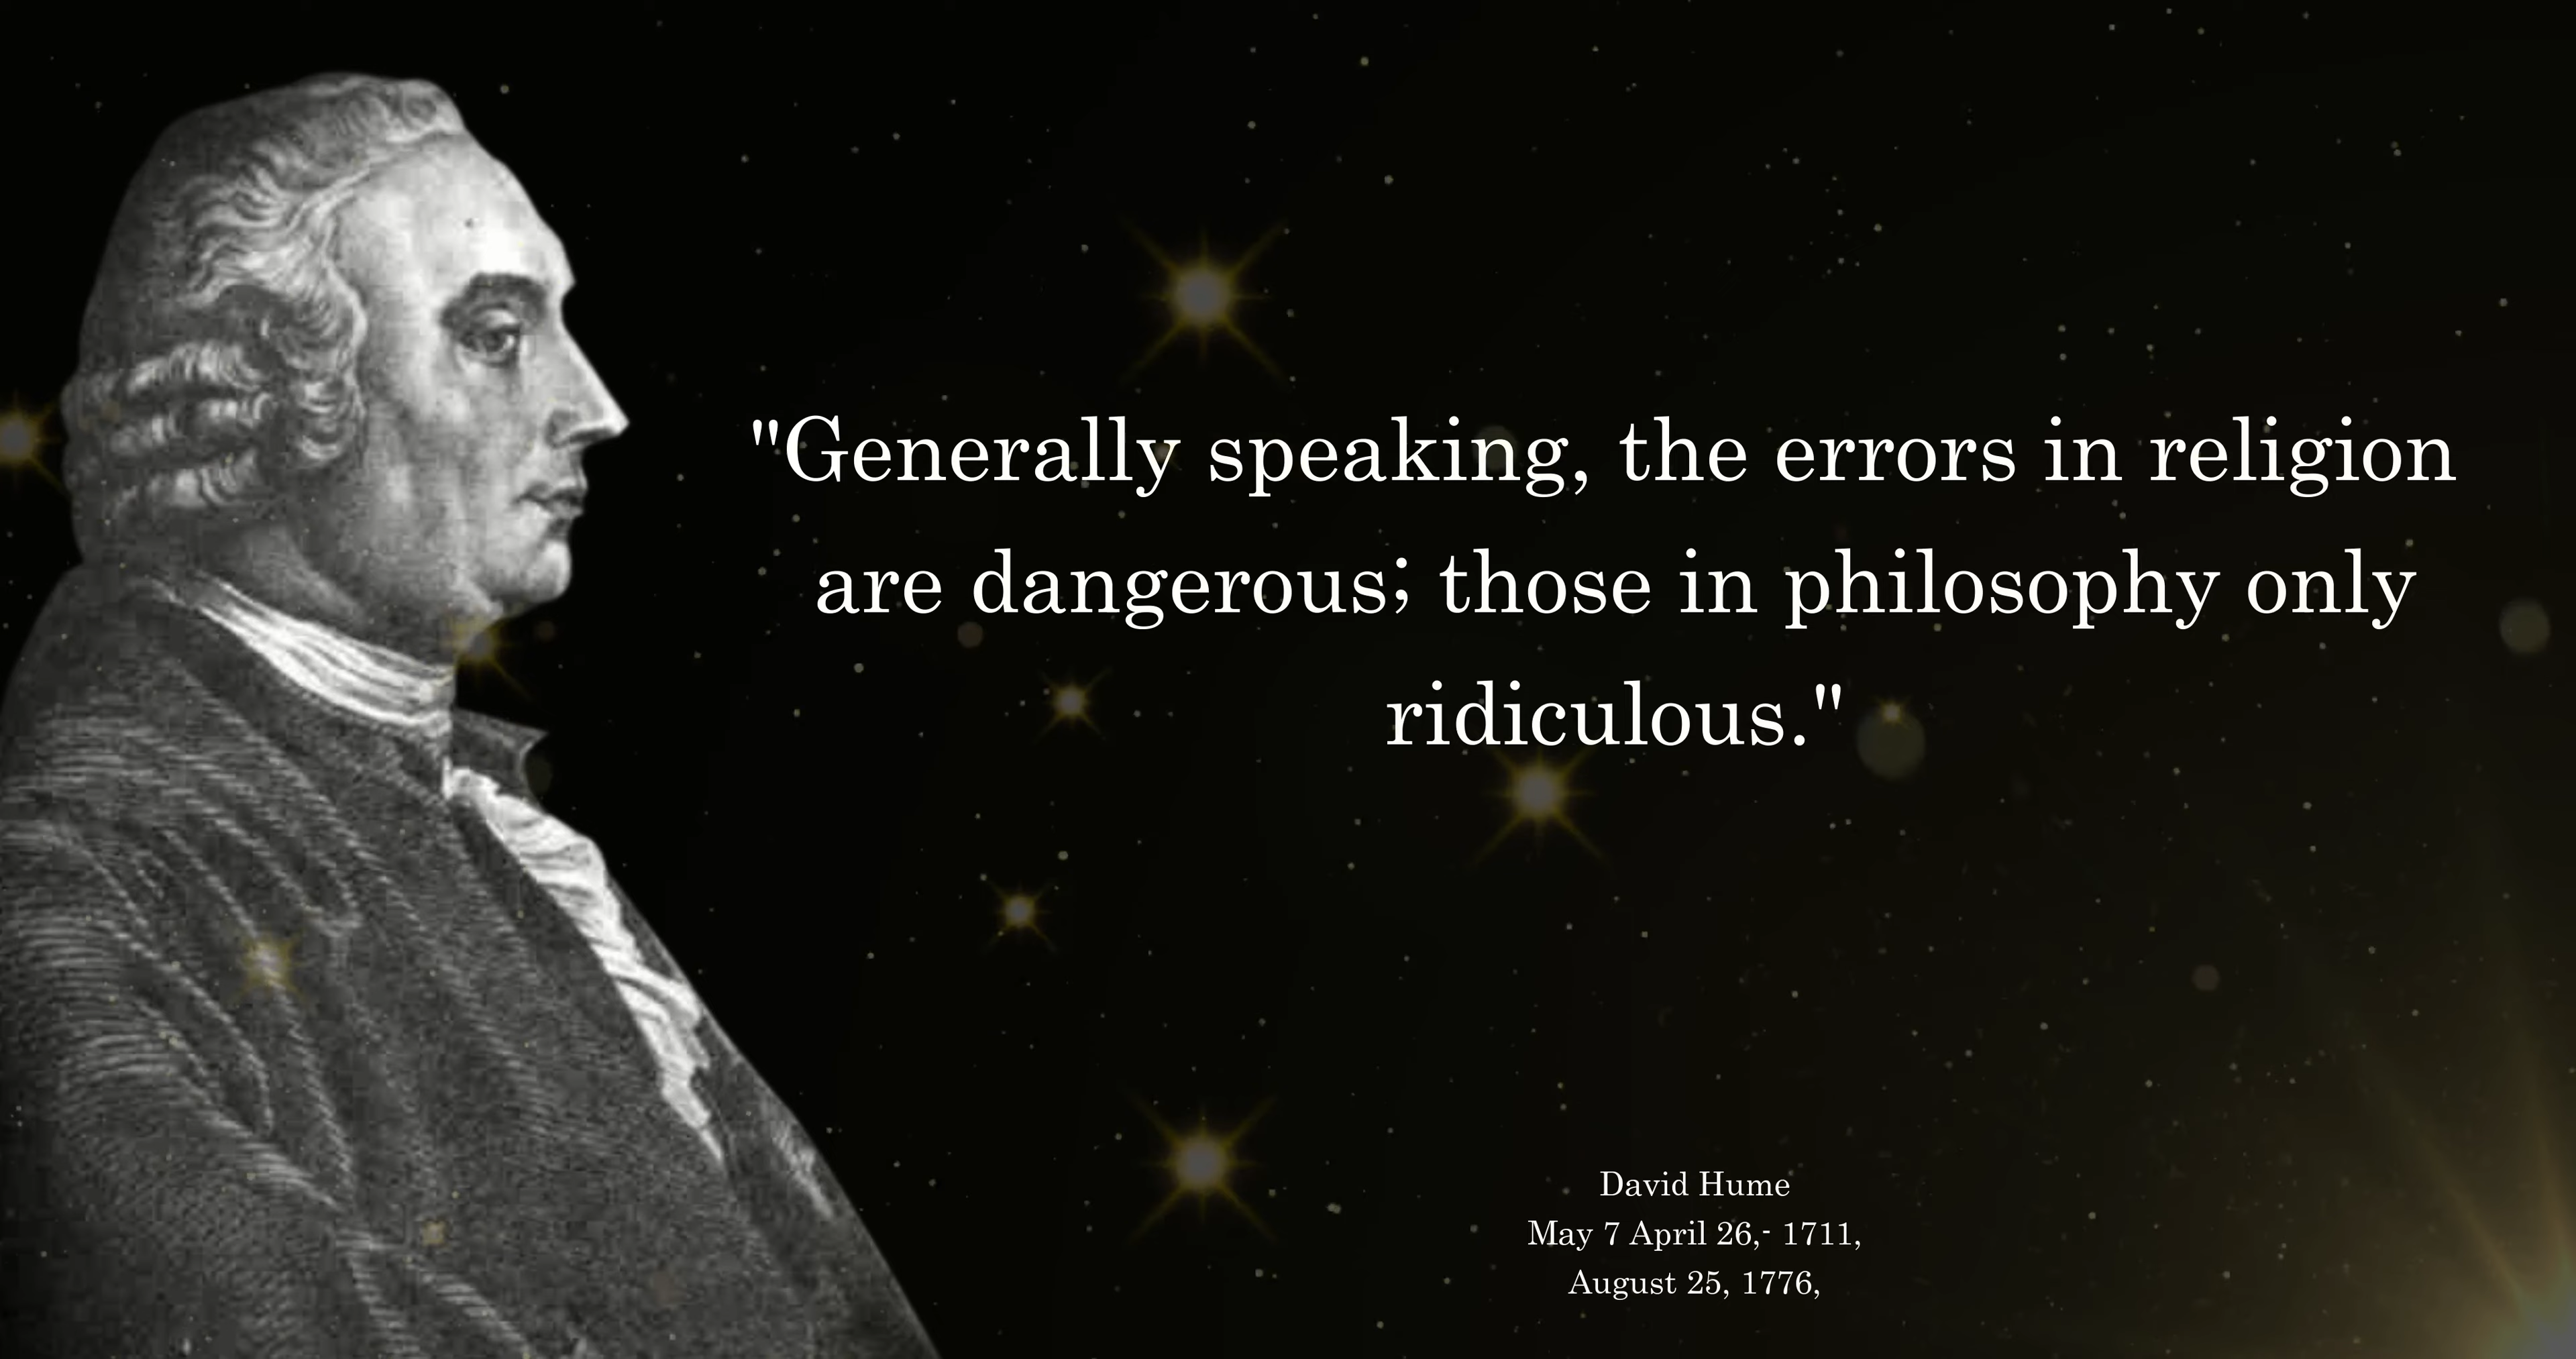 "Generally speaking, the errors in religion
are dangerous; those in philosophy only
ridiculous."
David Hume
May 7 April 26,- 1711,
August 25, 1776,